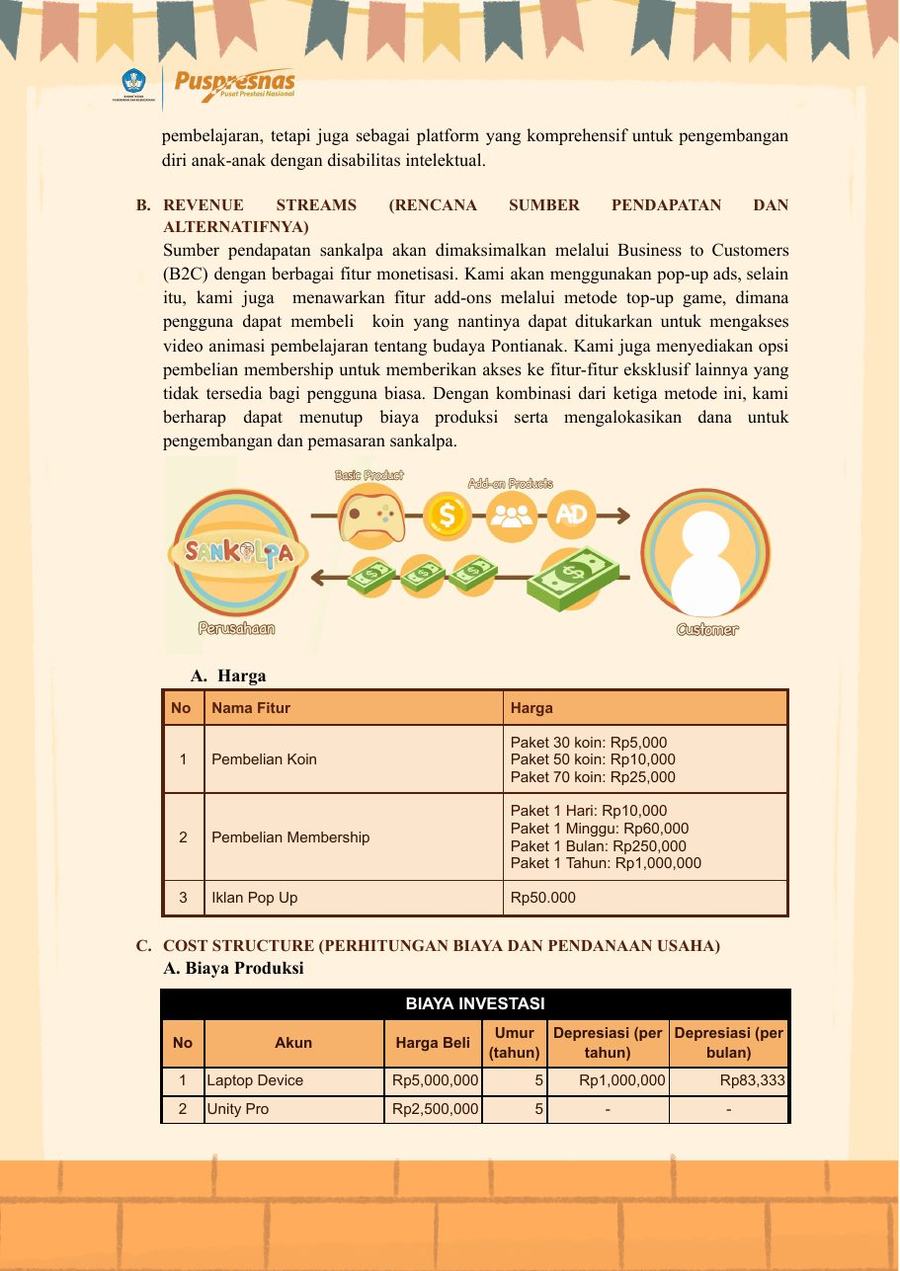 Puspresnas
Pusat Prestasi Nasional
pembelajaran, tetapi juga sebagai platform yang komprehensif untuk pengembangan
diri anak-anak dengan disabilitas intelektual.
B. REVENUE STREAMS (RENCANA SUMBER PENDAPATAN DAN
ALTERNATIFNYA)
Sumber pendapatan sankalpa akan dimaksimalkan melalui Business to Customers
(B2C) dengan berbagai fitur monetisasi. Kami akan menggunakan pop-up ads, selain
itu, kami juga menawarkan fitur add-ons melalui metode top-up game, dimana
pengguna dapat membeli koin yang nantinya dapat ditukarkan untuk mengakses
video animasi pembelajaran tentang budaya Pontianak. Kami juga menyediakan opsi
pembelian membership untuk memberikan akses ke fitur-fitur eksklusif lainnya yang
tidak tersedia bagi pengguna biasa. Dengan kombinasi dari ketiga metode ini, kami
berharap dapat menutup biaya produksi serta mengalokasikan dana untuk
pengembangan dan pemasaran sankalpa.
Basic Product
Add-on Products
$ AD
SANKALPA
Perusahaan
Customer
A. Harga
No Nama Fitur Harga
1 Pembelian Koin
Paket 30 koin: Rp5,000
Paket 50 koin: Rp10,000
Paket 70 koin: Rp25,000
2 Pembelian Membership
Paket 1 Hari: Rp10,000
Paket 1 Minggu: Rp60,000
Paket 1 Bulan: Rp250,000
Paket 1 Tahun: Rp1,000,000
3 Iklan Pop Up Rp50.000
C. COST STRUCTURE (PERHITUNGAN BIAYA DAN PENDANAAN USAHA)
A. Biaya Produksi
BIAYA INVESTASI
No Akun Harga Beli Umur (tahun) Depresiasi (per tahun) Depresiasi (per bulan)
1 Laptop Device Rp5,000,000 5 Rp1,000,000 Rp83,333
2 Unity Pro Rp2,500,000 5 - -